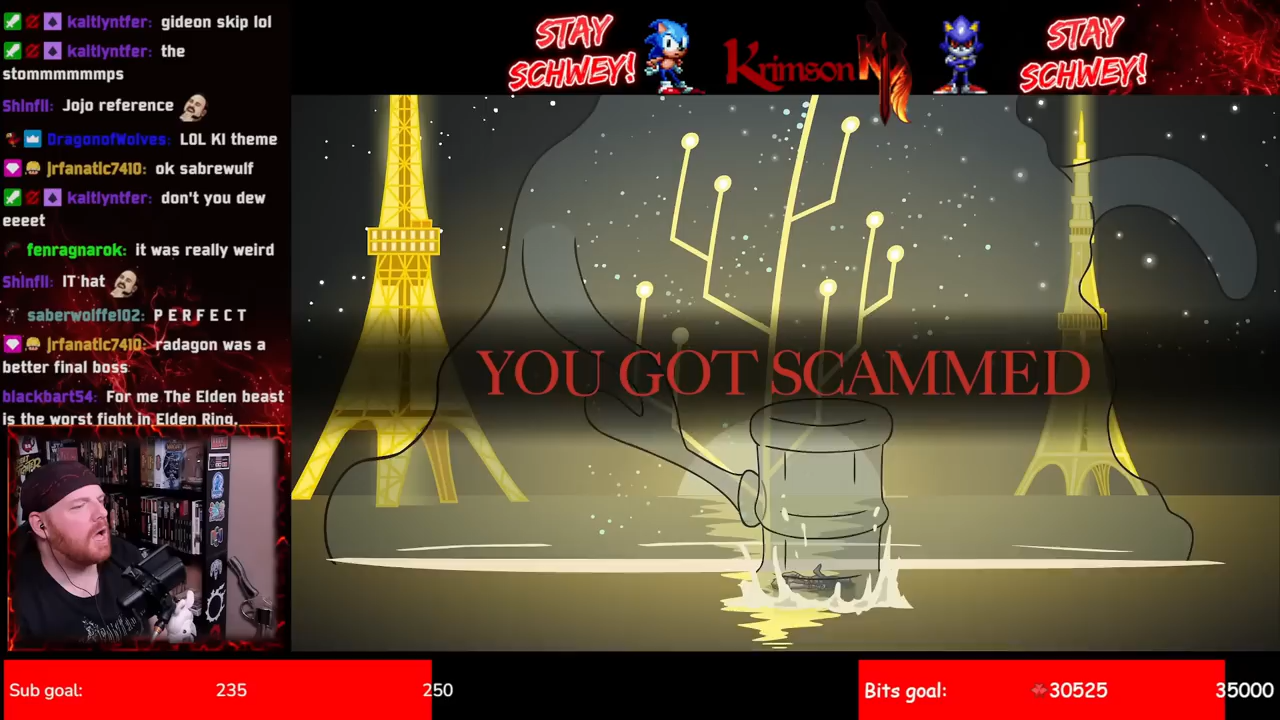 kaitlyntfer: gideon skip lol
kaitlyntfer: the
stommmmmmps
Shinfll: Jojo reference
DragonofWolves: LOL KI theme
jrfanatic7410: ok sabrewulf
kaitlyntfer: don't you dew
eeeet
fenragnarok: it was really weird
Shinfll: IT hat
saberwolffe102: P E R F E C T
jrfanatic7410: radagon was a
better final boss
blackbart54: For me The Elden beast
is the worst fight in Elden Ring.
STAY
SCHWEY!
Krimson
KB
STAY
SCHWEY!
YOU GOT SCAMMED
Sub goal: 235 250
Bits goal: 30525 35000